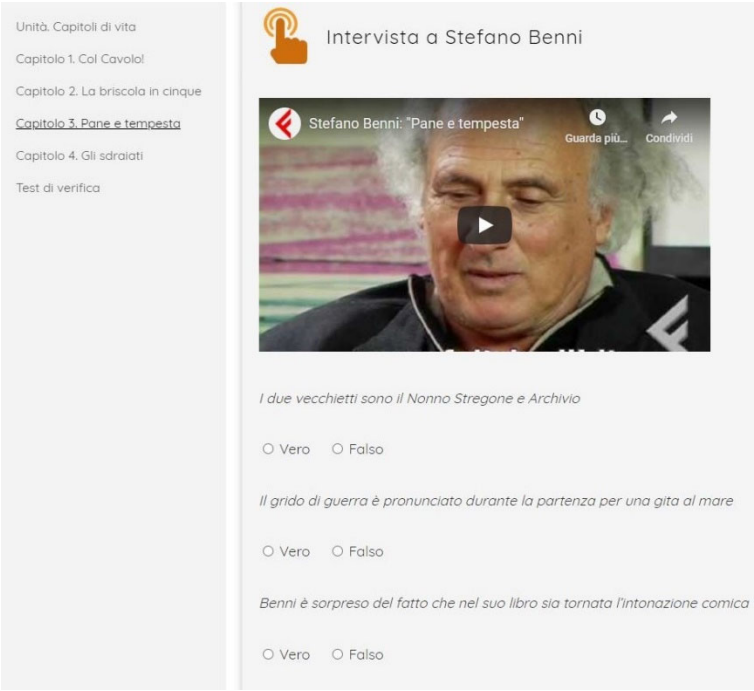 Unità. Capitoli di vita
Capitolo 1. Col Cavolo!
Capitolo 2. La briscola in cinque
Capitolo 3. Pane e tempesta
Capitolo 4. Gli sdraiati
Test di verifica
Intervista a Stefano Benni
Stefano Benni: "Pane e tempesta"
Guarda più...
Condividi
I due vecchietti sono il Nonno Stregone e Archivio
Vero Falso
Il grido di guerra è pronunciato durante la partenza per una gita al mare
Vero Falso
Benni è sorpreso del fatto che nel suo libro sia tornata l'intonazione comica
Vero Falso